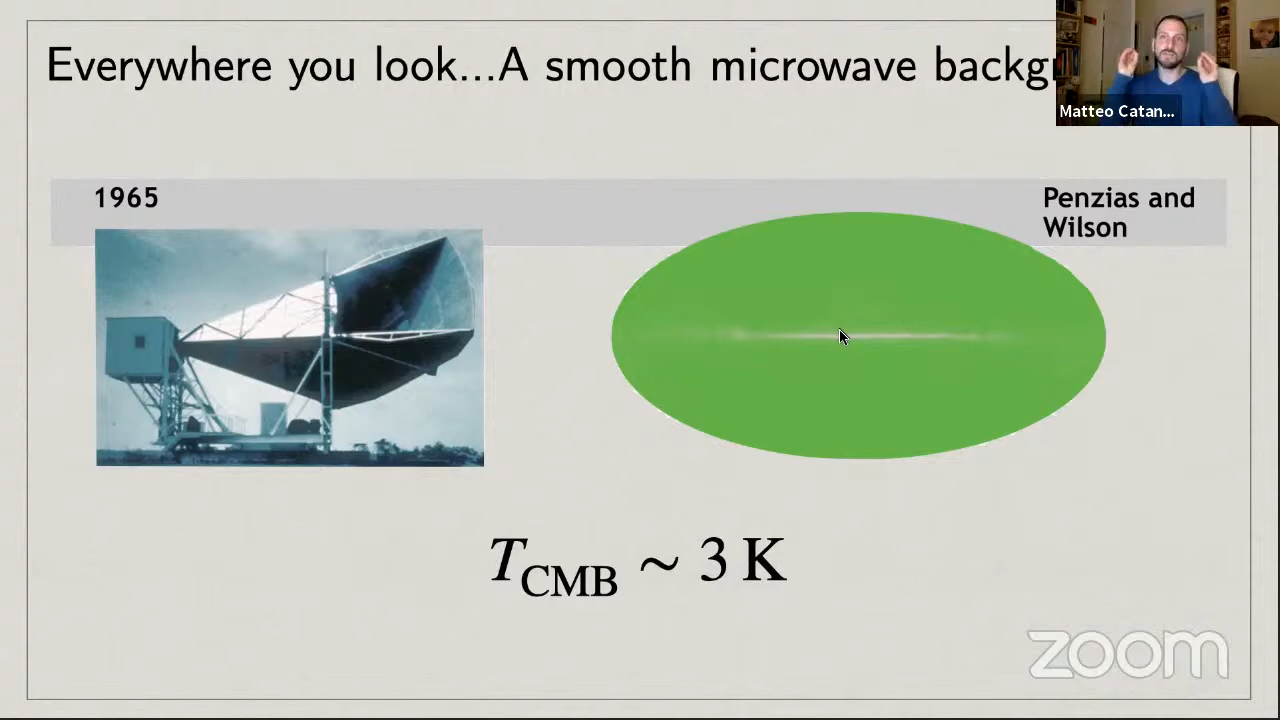 Everywhere you look...A smooth microwave backg
Matteo Catan...
1965
Penzias and
Wilson
T_CMB ~ 3 K
zoom